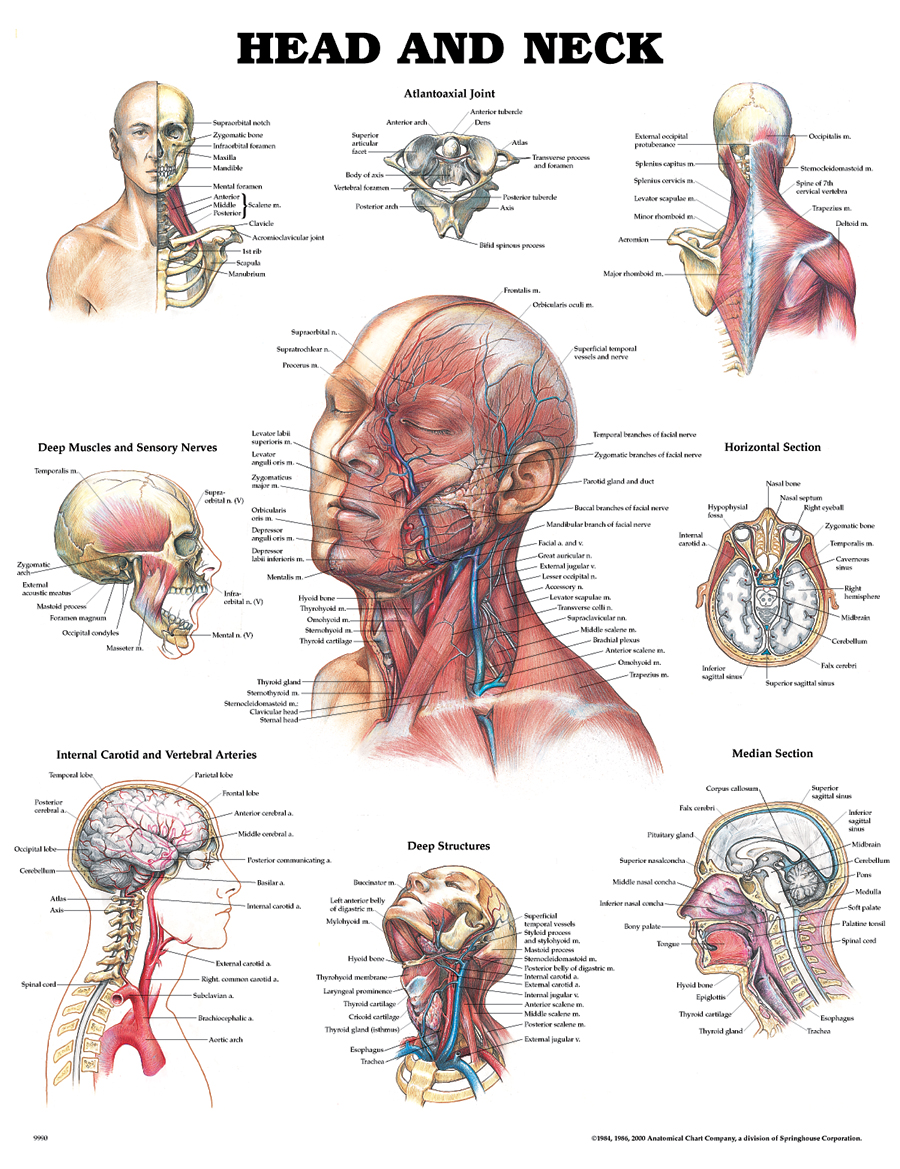 HEAD AND NECK
Supraorbital notch
Zygomatic bone
Infraorbital foramen
Maxilla
Mandible
Mental foramen
Anterior
Middle
Posterior
Scalene m.
Clavicle
Acromioclavicular joint
1st rib
Scapula
Manubrium
Atlantoaxial Joint
Anterior tubercle
Anterior arch
Dens
Superior
articular
facet
Atlas
Transverse process
and foramen
Body of axis
Vertebral foramen
Posterior tubercle
Posterior arch
Axis
Bifid spinous process
External occipital
protuberance
Occipitalis m.
Splenius capitus m.
Sternocleidomastoid m.
Splenius cervicis m.
Spine of 7th
cervical vertebra
Levator scapulae m.
Trapezius m.
Minor rhomboid m.
Deltoid m.
Acromion
Major rhomboid m.
Frontalis m.
Orbicularis oculi m.
Supraorbital n.
Supratrochlear n.
Procerus m.
Superficial temporal
vessels and nerve
Levator labii
superioris m.
Levator
anguli oris m.
Zygomaticus
major m.
Orbicularis
oris m.
Depressor
anguli oris m.
Depressor
labii inferioris m.
Mentalis m.
Hyoid bone
Thyrohyoid m.
Omohyoid m.
Sternohyoid m.
Thyroid cartilage
Thyroid gland
Sternothyroid m.
Sternocleidomastoid m.:
Clavicular head
Sternal head
Temporal branches of facial nerve
Zygomatic branches of facial nerve
Parotid gland and duct
Buccal branches of facial nerve
Mandibular branch of facial nerve
Facial a. and v.
Great auricular n.
External jugular v.
Lesser occipital n.
Accessory n.
Levator scapulae m.
Transverse colli n.
Supraclavicular nn.
Middle scalene m.
Brachial plexus
Anterior scalene m.
Omohyoid m.
Trapezius m.
Deep Muscles and Sensory Nerves
Temporalis m.
Supra-
orbital n. (V)
Zygomatic
arch
External
acoustic meatus
Mastoid process
Foramen magnum
Occipital condyles
Masseter m.
Infra-
orbital n. (V)
Mental n. (V)
Horizontal Section
Nasal bone
Nasal septum
Right eyeball
Hypophysial
fossa
Zygomatic bone
Internal
carotid a.
Temporalis m.
Cavernous
sinus
Right
hemisphere
Midbrain
Cerebellum
Falx cerebri
Inferior
sagittal sinus
Superior sagittal sinus
Internal Carotid and Vertebral Arteries
Temporal lobe
Parietal lobe
Frontal lobe
Posterior
cerebral a.
Anterior cerebral a.
Middle cerebral a.
Occipital lobe
Posterior communicating a.
Cerebellum
Basilar a.
Atlas
Axis
Internal carotid a.
External carotid a.
Right. common carotid a.
Spinal cord
Subclavian a.
Brachiocephalic a.
Aortic arch
Deep Structures
Buccinator m.
Left anterior belly
of digastric m.
Mylohyoid m.
Hyoid bone
Thyrohyoid membrane
Laryngeal prominence
Thyroid cartilage
Cricoid cartilage
Thyroid gland (isthmus)
Esophagus
Trachea
Superficial
temporal vessels
Styloid process
and stylohyoid m.
Mastoid process
Sternocleidomastoid m.
Posterior belly of digastric m.
Internal carotid a.
External carotid a.
Internal jugular v.
Anterior scalene m.
Middle scalene m.
Posterior scalene m.
External jugular v.
Median Section
Corpus callosum
Superior
sagittal sinus
Falx cerebri
Inferior
sagittal
sinus
Pituitary gland
Midbrain
Superior nasalconcha
Cerebellum
Pons
Middle nasal concha
Medulla
Inferior nasal concha
Soft palate
Bony palate
Palatine tonsil
Tongue
Spinal cord
Hyoid bone
Epiglottis
Thyroid cartilage
Esophagus
Thyroid gland
Trachea
9990
©1984, 1986, 2000 Anatomical Chart Company, a division of Springhouse Corporation.